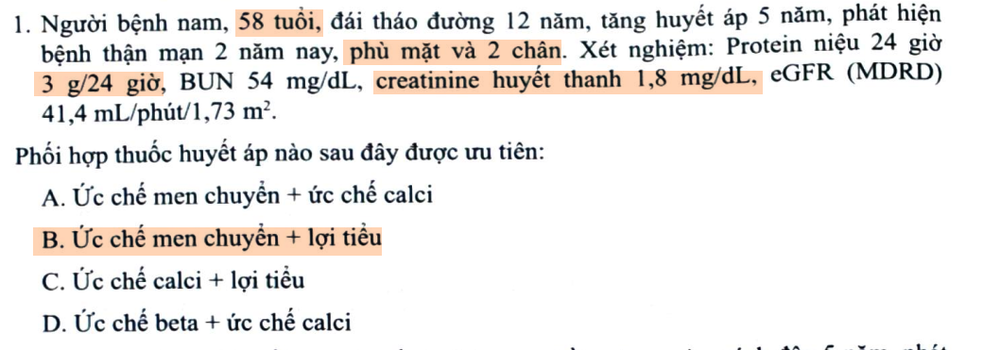 1. Người bệnh nam, 58 tuổi, đái tháo đường 12 năm, tăng huyết áp 5 năm, phát hiện
bệnh thận mạn 2 năm nay, phù mặt và 2 chân. Xét nghiệm: Protein niệu 24 giờ
3 g/24 giờ, BUN 54 mg/dL, creatinine huyết thanh 1,8 mg/dL, eGFR (MDRD)
41,4 mL/phút/1,73 m².
Phối hợp thuốc huyết áp nào sau đây được ưu tiên:
A. Ức chế men chuyển + ức chế calci
B. Ức chế men chuyển + lợi tiểu
C. Ức chế calci + lợi tiểu
D. Ức chế beta + ức chế calci